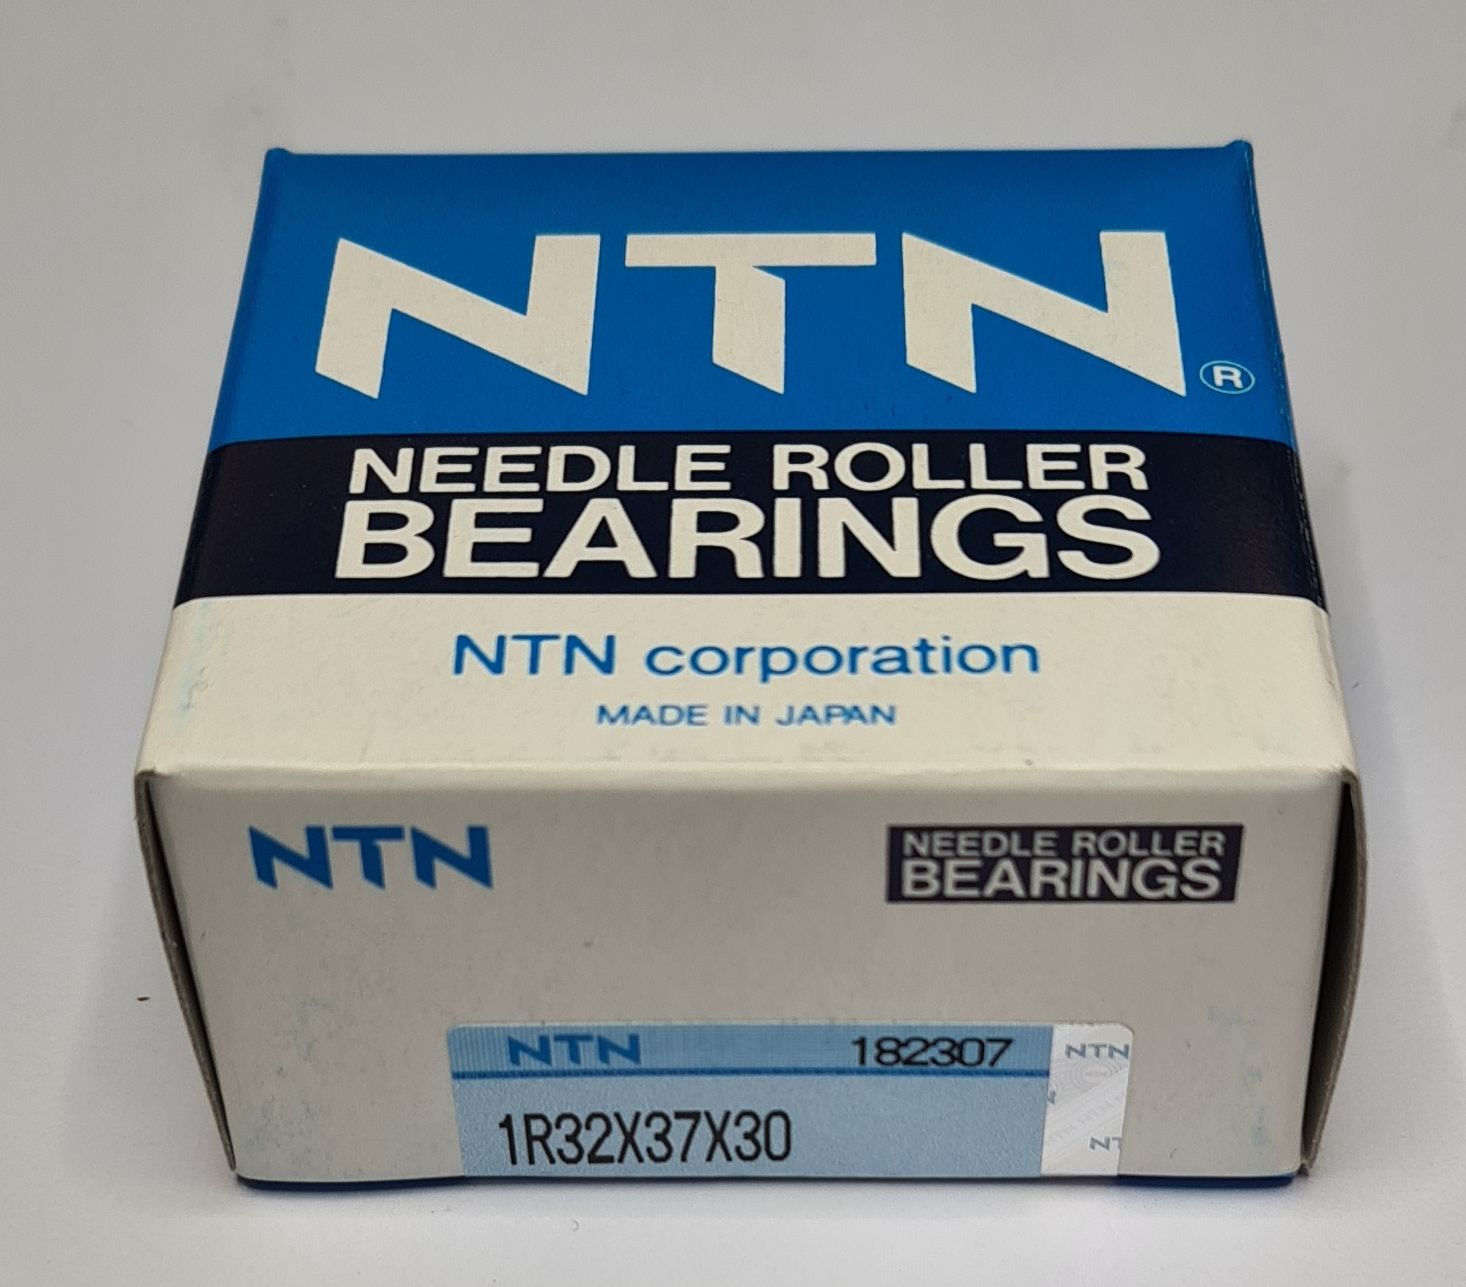 NTN®
NEEDLE ROLLER
BEARINGS
NTN corporation
MADE IN JAPAN
NTN
NEEDLE ROLLER
BEARINGS
NTN 182307
1R32X37X30
NTN